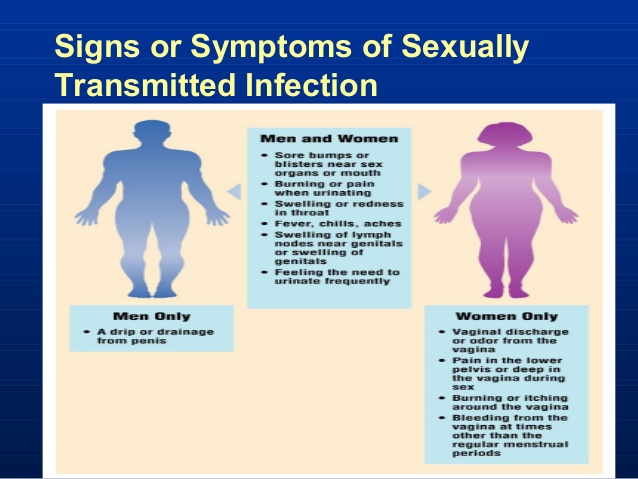 Signs or Symptoms of Sexually
Transmitted Infection
Men and Women
• Sore bumps or
blisters near sex
organs or mouth
• Burning or pain
when urinating
• Swelling or redness
in throat
• Fever, chills, aches
• Swelling of lymph
nodes near genitals
or swelling of
genitals
• Feeling the need to
urinate frequently
Men Only
• A drip or drainage
from penis
Women Only
• Vaginal discharge
or odor from the
vagina
• Pain in the lower
pelvis or deep in
the vagina during
sex
• Burning or itching
around the vagina
• Bleeding from the
vagina at times
other than the
regular menstrual
periods